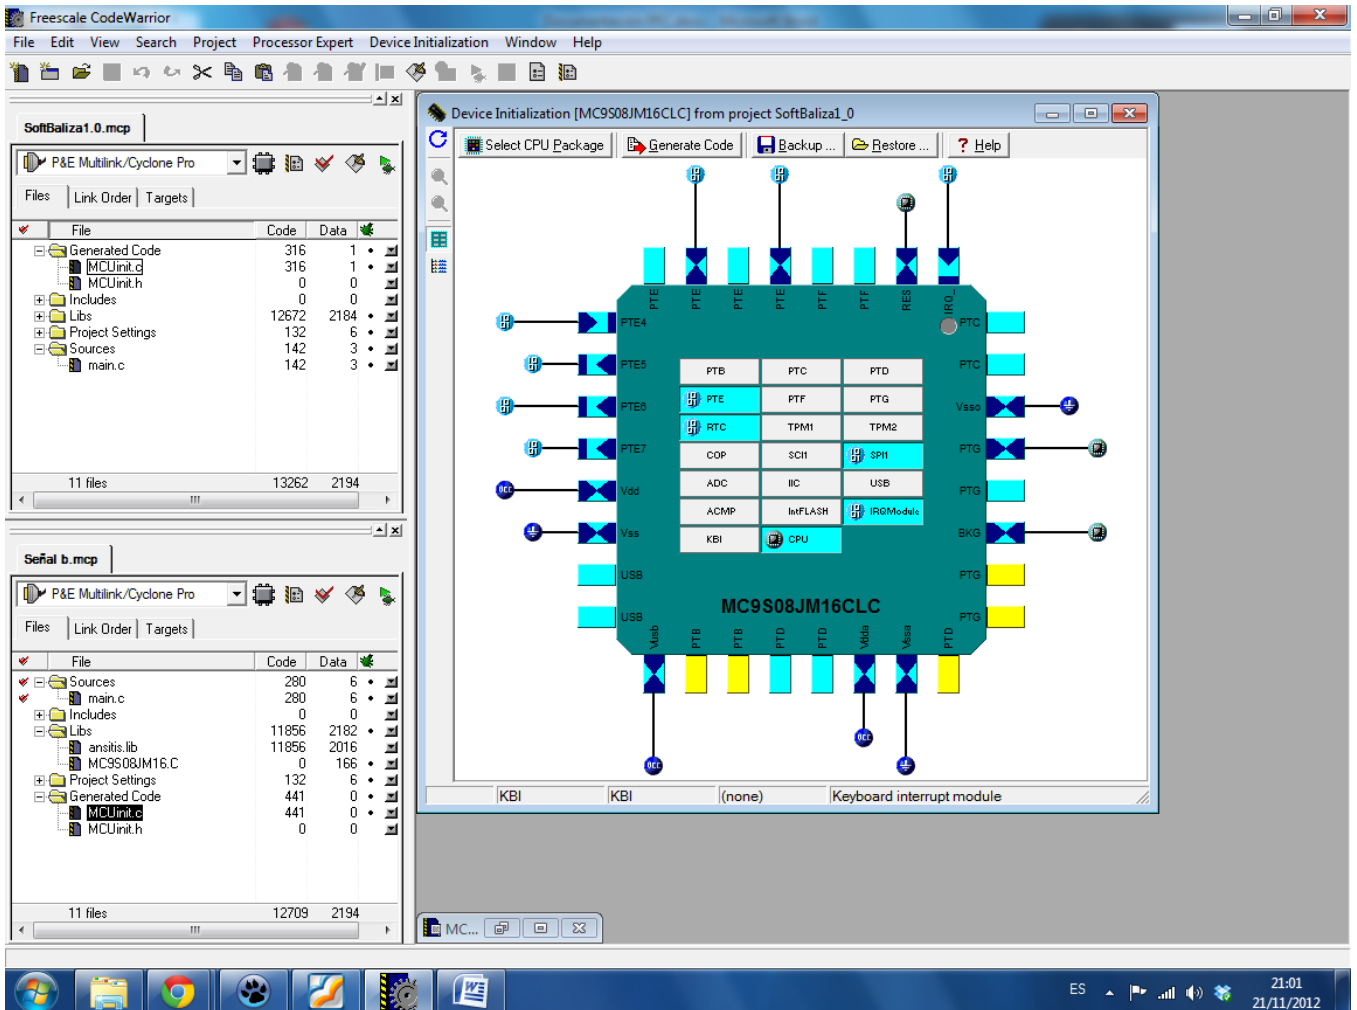 Freescale CodeWarrior
File Edit View Search Project Processor Expert Device Initialization Window Help
SoftBaliza1.0.mcp
P&E Multilink/Cyclone Pro
Files Link Order Targets
File Code Data
Generated Code 316 1
MCUinit.c 316 1
MCUinit.h 0 0
Includes 0 0
Libs 12672 2184
Project Settings 132 6
Sources 142 3
main.c 142 3
11 files 13262 2194
Señal b.mcp
P&E Multilink/Cyclone Pro
Files Link Order Targets
File Code Data
Sources 280 6
main.c 280 6
Includes 0 0
Libs 11856 2182
ansitis.lib 11856 2016
MC9S08JM16.C 0 166
Project Settings 132 6
Generated Code 441 0
MCUinit.c 441 0
MCUinit.h 0 0
11 files 12709 2194
Device Initialization [MC9S08JM16CLC] from project SoftBaliza1_0
Select CPU Package Generate Code Backup ... Restore ... ? Help
PTE PTE PTE PTE PTF PTF RES IRQ_
PTE4 PTC
PTE5 PTC
PTE6 Vsso
PTE7 PTG
Vdd PTG
Vss BKG
USB PTG
USB PTG
PTB PTC PTD
PTE PTF PTG
RTC TPM1 TPM2
COP SCI1 SPI1
ADC IIC USB
ACMP IntFLASH IRQModule
KBI CPU
MC9S08JM16CLC
Vusb PTB PTB PTD PTD Vdda Vssa PTD
KBI KBI (none) Keyboard interrupt module
MC...
ES 21:01
21/11/2012